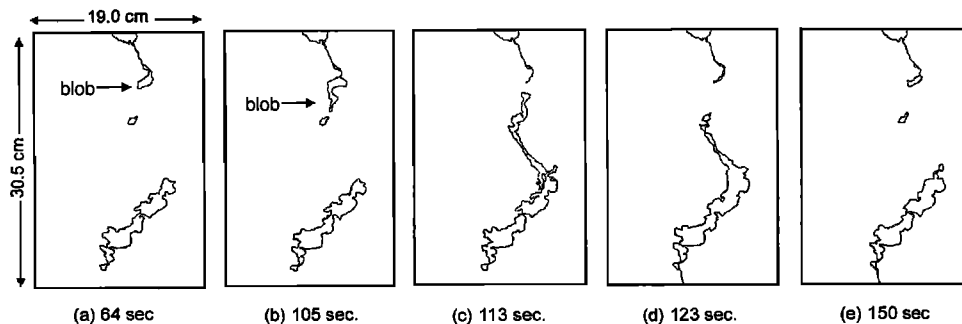 19.0 cm
30.5 cm
blob
blob
(a) 64 sec
(b) 105 sec.
(c) 113 sec.
(d) 123 sec.
(e) 150 sec.